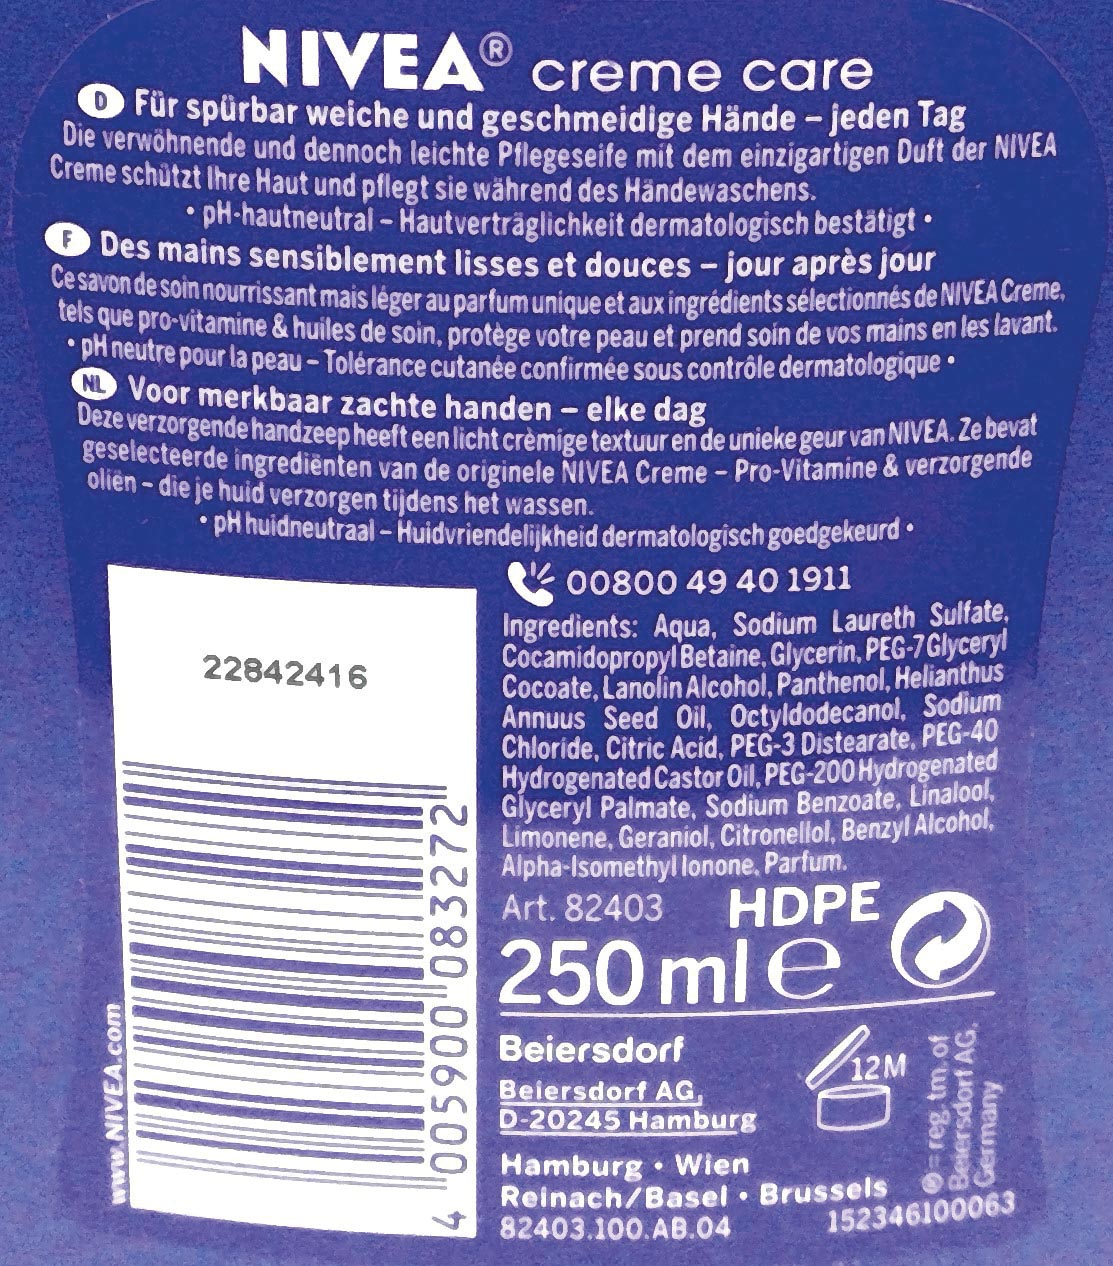 NIVEA® creme care
D Für spürbar weiche und geschmeidige Hände – jeden Tag
Die verwöhnende und dennoch leichte Pflegeseife mit dem einzigartigen Duft der NIVEA
Creme schützt Ihre Haut und pflegt sie während des Händewaschens.
• pH-hautneutral – Hautverträglichkeit dermatologisch bestätigt •
F Des mains sensiblement lisses et douces – jour après jour
Ce savon de soin nourrissant mais léger au parfum unique et aux ingrédients sélectionnés de NIVEA Creme,
tels que pro-vitamine & huiles de soin, protège votre peau et prend soin de vos mains en les lavant.
• pH neutre pour la peau – Tolérance cutanée confirmée sous contrôle dermatologique •
NL Voor merkbaar zachte handen – elke dag
Deze verzorgende handzeep heeft een licht crèmige textuur en de unieke geur van NIVEA. Ze bevat
geselecteerde ingrediënten van de originele NIVEA Creme – Pro-Vitamine & verzorgende
oliën – die je huid verzorgen tijdens het wassen.
• pH huidneutraal – Huidvriendelijkheid dermatologisch goedgekeurd •
00800 49 40 1911
Ingredients: Aqua, Sodium Laureth Sulfate,
Cocamidopropyl Betaine, Glycerin, PEG-7 Glyceryl
Cocoate, Lanolin Alcohol, Panthenol, Helianthus
Annuus Seed Oil, Octyldodecanol, Sodium
Chloride, Citric Acid, PEG-3 Distearate, PEG-40
Hydrogenated Castor Oil, PEG-200 Hydrogenated
Glyceryl Palmate, Sodium Benzoate, Linalool,
Limonene, Geraniol, Citronellol, Benzyl Alcohol,
Alpha-Isomethyl Ionone, Parfum.
22842416
4 005900 083272
www.NIVEA.com
Art. 82403
HDPE
250 ml e
Beiersdorf
Beiersdorf AG,
D-20245 Hamburg
12M
® = reg. tm. of
Beiersdorf AG,
Germany
Hamburg • Wien
Reinach/Basel • Brussels
82403.100.AB.04
152346100063